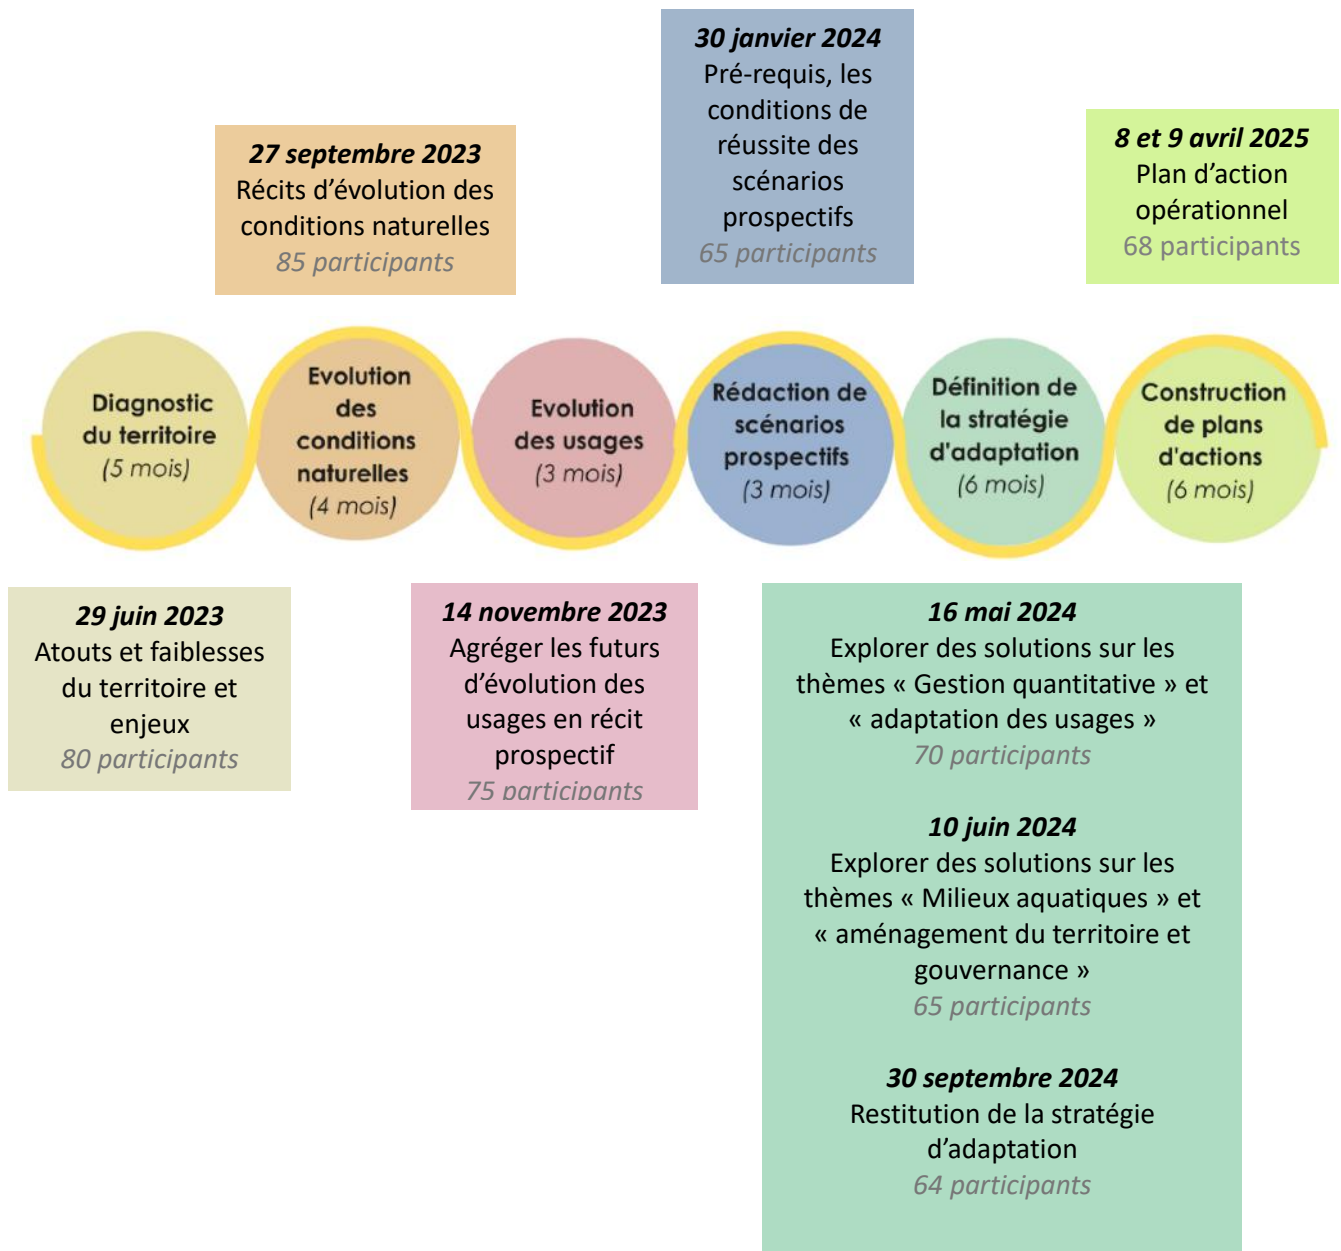 30 janvier 2024
Pré-requis, les
conditions de
réussite des
scénarios
prospectifs
65 participants
27 septembre 2023
Récits d’évolution des
conditions naturelles
85 participants
8 et 9 avril 2025
Plan d’action
opérationnel
68 participants
Diagnostic
du territoire
(5 mois)
Evolution
des
conditions
naturelles
(4 mois)
Evolution
des usages
(3 mois)
Rédaction de
scénarios
prospectifs
(3 mois)
Définition de
la stratégie
d'adaptation
(6 mois)
Construction
de plans
d'actions
(6 mois)
29 juin 2023
Atouts et faiblesses
du territoire et
enjeux
80 participants
14 novembre 2023
Agréger les futurs
d’évolution des
usages en récit
prospectif
75 participants
16 mai 2024
Explorer des solutions sur les
thèmes « Gestion quantitative » et
« adaptation des usages »
70 participants
10 juin 2024
Explorer des solutions sur les
thèmes « Milieux aquatiques » et
« aménagement du territoire et
gouvernance »
65 participants
30 septembre 2024
Restitution de la stratégie
d’adaptation
64 participants